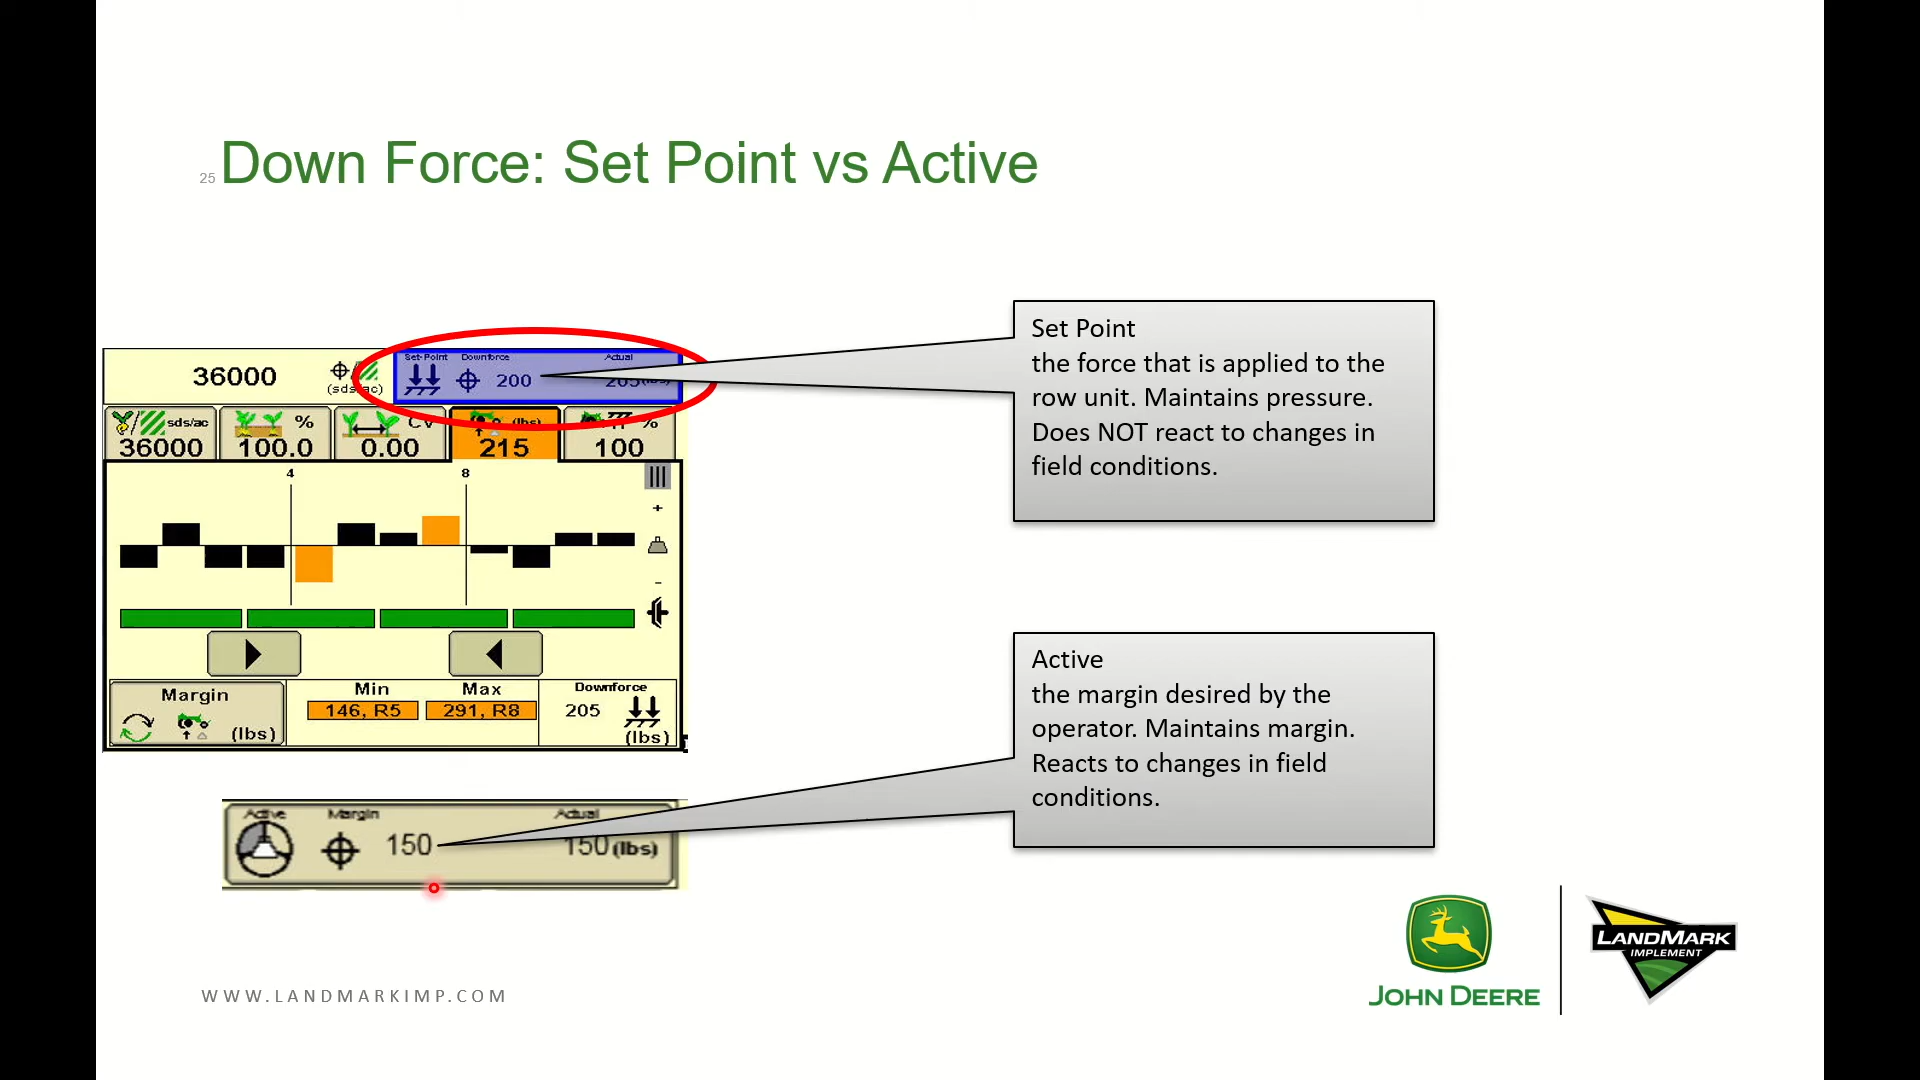 25 Down Force: Set Point vs Active
36000
(sds/ac)
Set-Point Downforce Actual
200 205(lbs)
sds/ac % CV (lbs) %
36000 100.0 0.00 215 100
4 8
+
-
Margin
(lbs)
Min Max
146, R5 291, R8
Downforce
205
(lbs)
Active Margin Actual
150 150(lbs)
Set Point
the force that is applied to the
row unit. Maintains pressure.
Does NOT react to changes in
field conditions.
Active
the margin desired by the
operator. Maintains margin.
Reacts to changes in field
conditions.
WWW.LANDMARKIMP.COM
JOHN DEERE
LANDMARK
IMPLEMENT